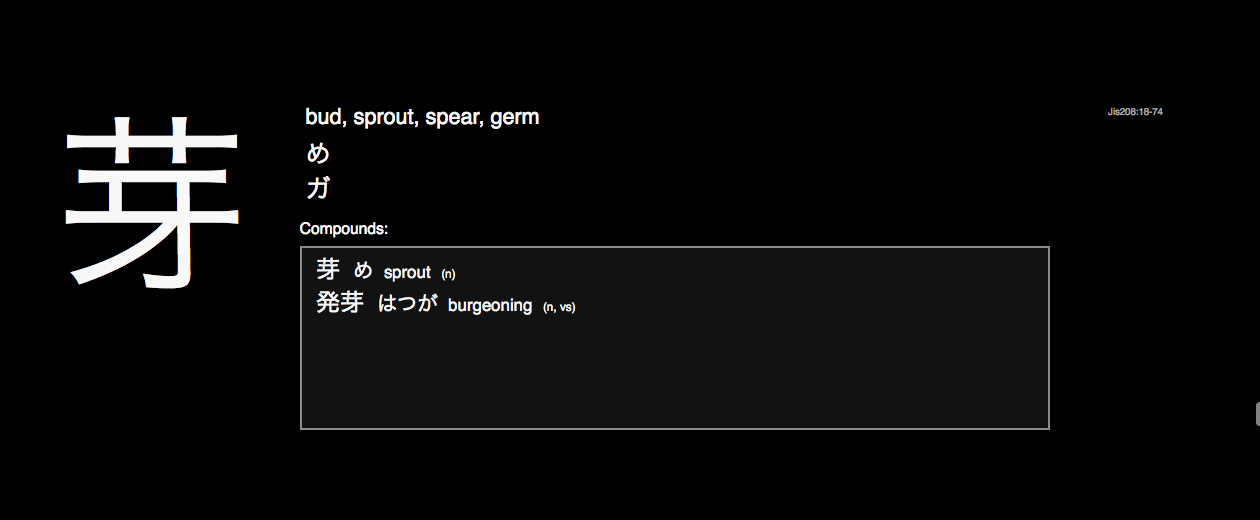 芽
bud, sprout, spear, germ
Jis208:18-74
め
ガ
Compounds:
芽 め sprout (n)
発芽 はつが burgeoning (n, vs)